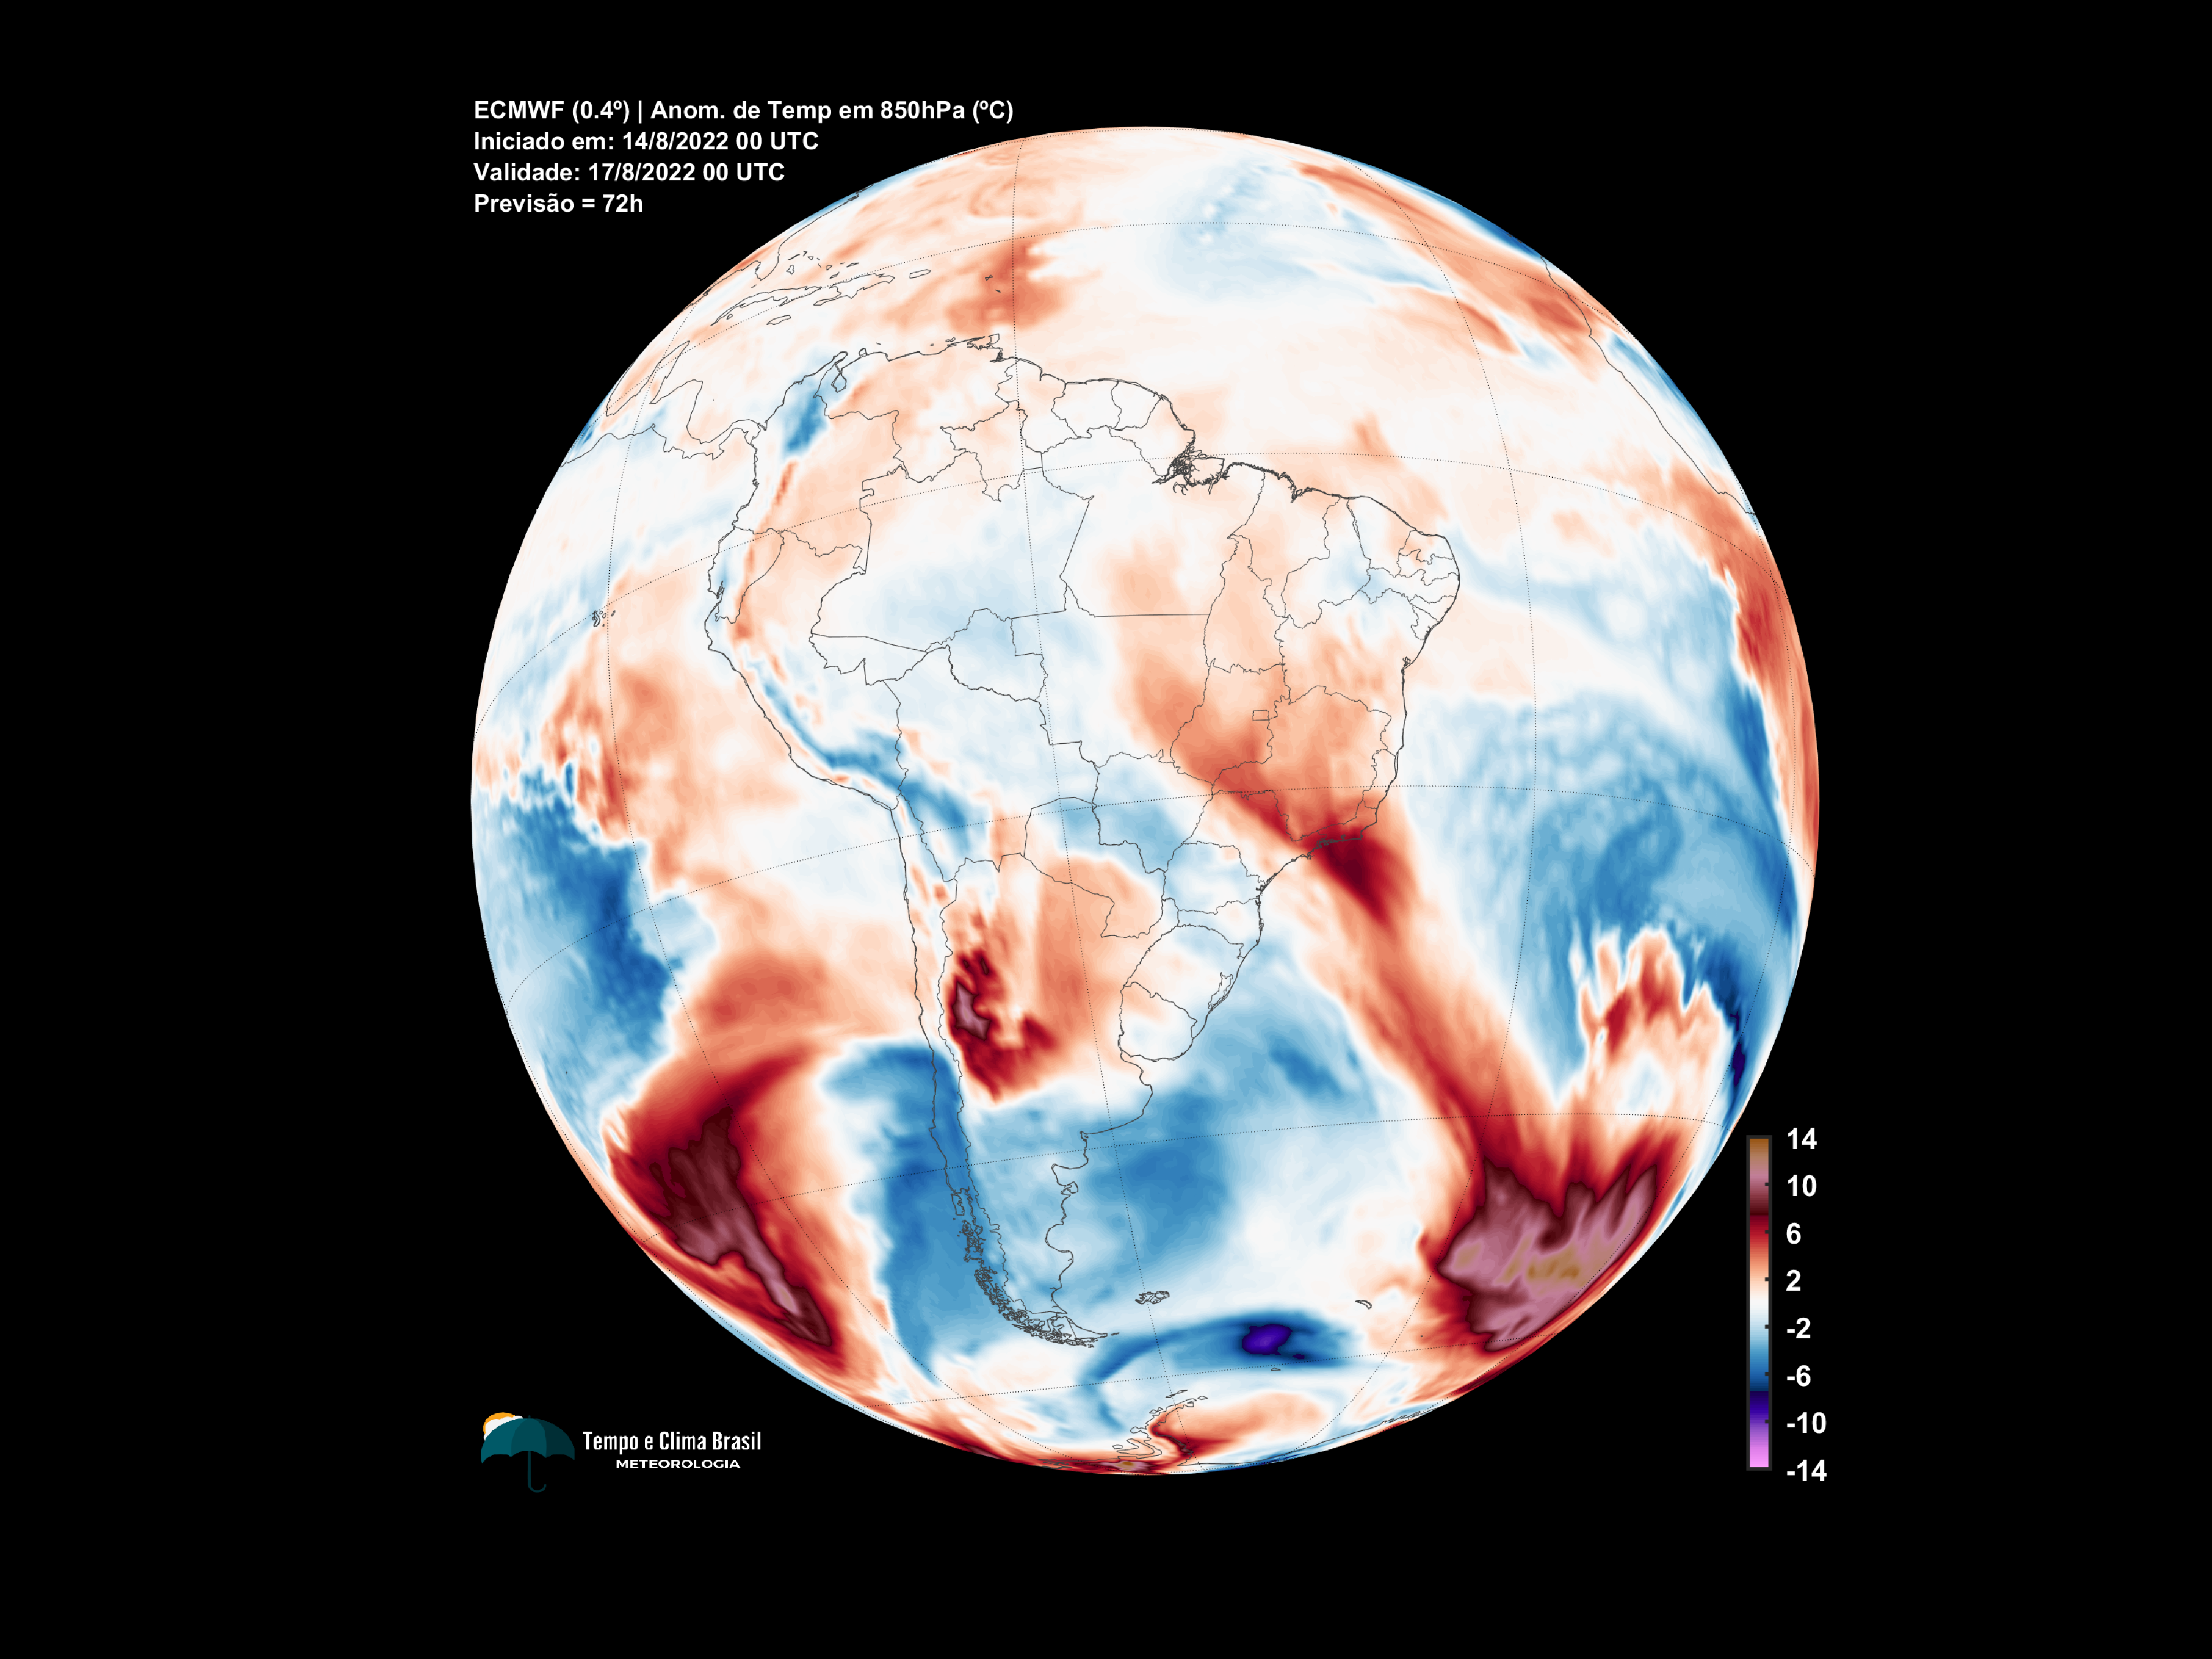 ECMWF (0.4º) | Anom. de Temp em 850hPa (ºC)
Iniciado em: 14/8/2022 00 UTC
Validade: 17/8/2022 00 UTC
Previsão = 72h
14
10
6
2
-2
-6
-10
-14
Tempo e Clima Brasil
METEOROLOGIA